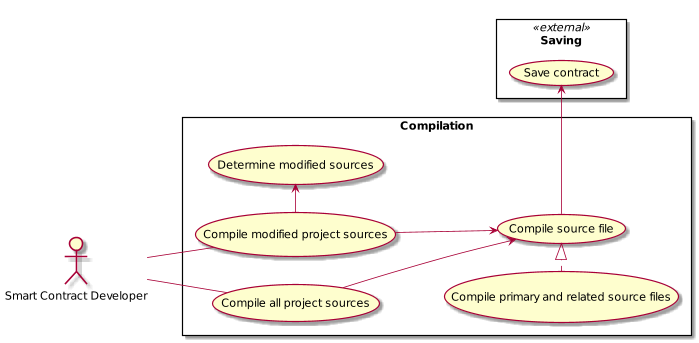 «external»
Saving
Save contract
Compilation
Determine modified sources
Compile modified project sources
Compile source file
Smart Contract Developer
Compile all project sources
Compile primary and related source files